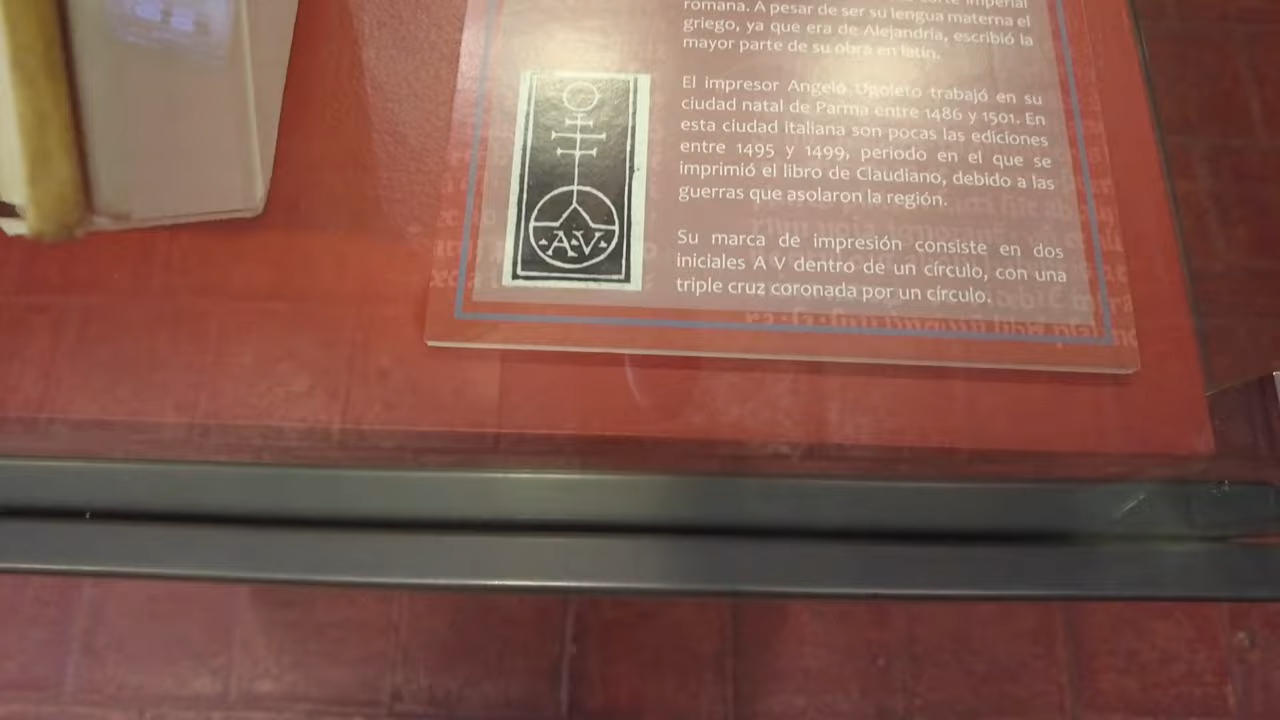 corte imperial
romana. A pesar de ser su lengua materna el
griego, ya que era de Alejandría, escribió la
mayor parte de su obra en latín.
El impresor Angelo Ugoleto trabajó en su
ciudad natal de Parma entre 1486 y 1501. En
esta ciudad italiana son pocas las ediciones
entre 1495 y 1499, periodo en el que se
imprimió el libro de Claudiano, debido a las
guerras que asolaron la región.
Su marca de impresión consiste en dos
iniciales A V dentro de un círculo, con una
triple cruz coronada por un círculo.
A V